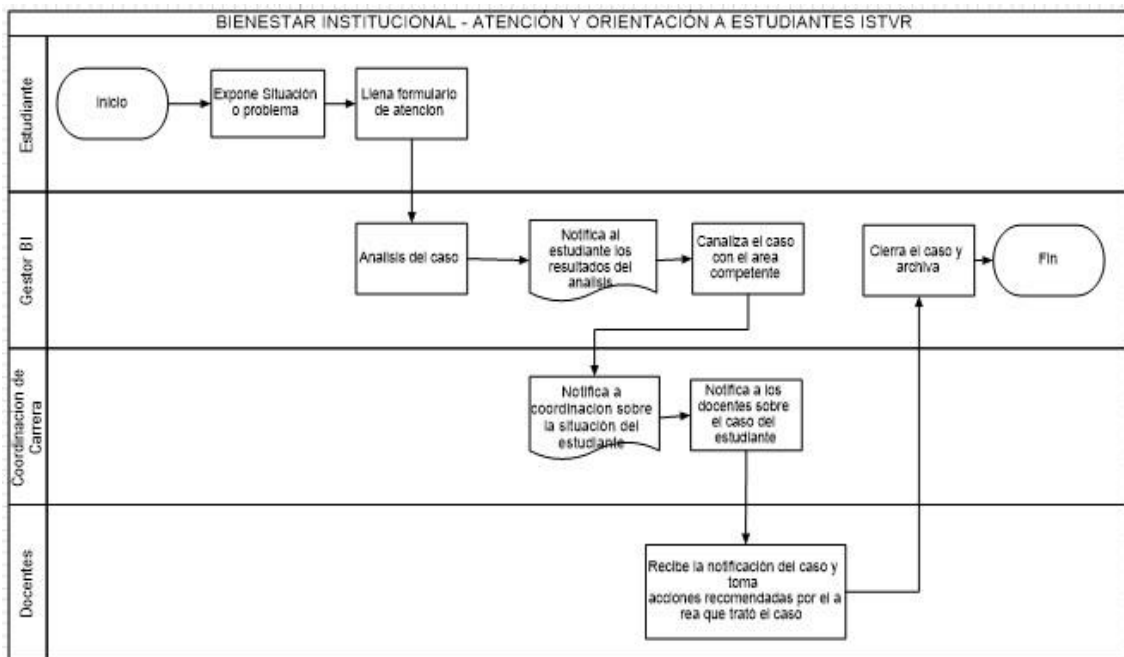 BIENESTAR INSTITUCIONAL - ATENCIÓN Y ORIENTACIÓN A ESTUDIANTES ISTVR
Estudiante
Inicio
Expone Situación
o problema
Llena formulario
de atencion
Gestor BI
Analisis del caso
Notifica al
estudiante los
resultados del
analisis
Canaliza el caso
con el area
competente
Cierra el caso y
archiva
Fin
Coordinacion de
Carrera
Notifica a
coordinacion sobre
la situación del
estudiante
Notifica a los
docentes sobre
el caso del
estudiante
Docentes
Recibe la notificación del caso y
toma
acciones recomendadas por el a
rea que trató el caso